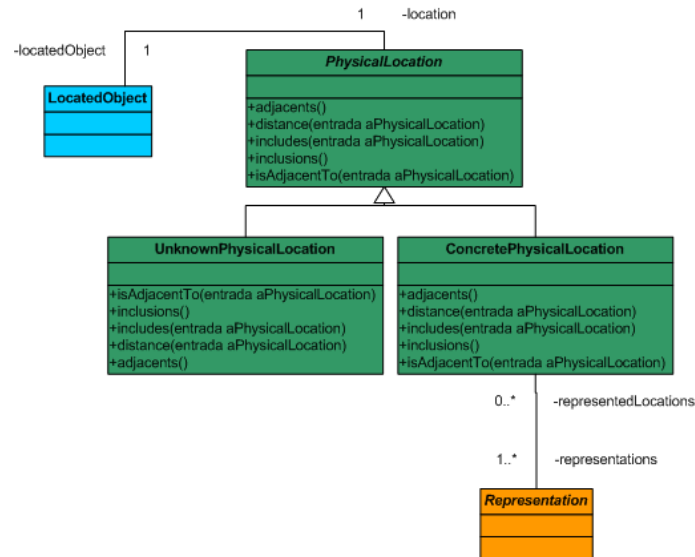 1 -location
-locatedObject 1
PhysicalLocation
LocatedObject
+adjacents()
+distance(entrada aPhysicalLocation)
+includes(entrada aPhysicalLocation)
+inclusions()
+isAdjacentTo(entrada aPhysicalLocation)
UnknownPhysicalLocation
+isAdjacentTo(entrada aPhysicalLocation)
+inclusions()
+includes(entrada aPhysicalLocation)
+distance(entrada aPhysicalLocation)
+adjacents()
ConcretePhysicalLocation
+adjacents()
+distance(entrada aPhysicalLocation)
+includes(entrada aPhysicalLocation)
+inclusions()
+isAdjacentTo(entrada aPhysicalLocation)
0..* -representedLocations
1..* -representations
Representation